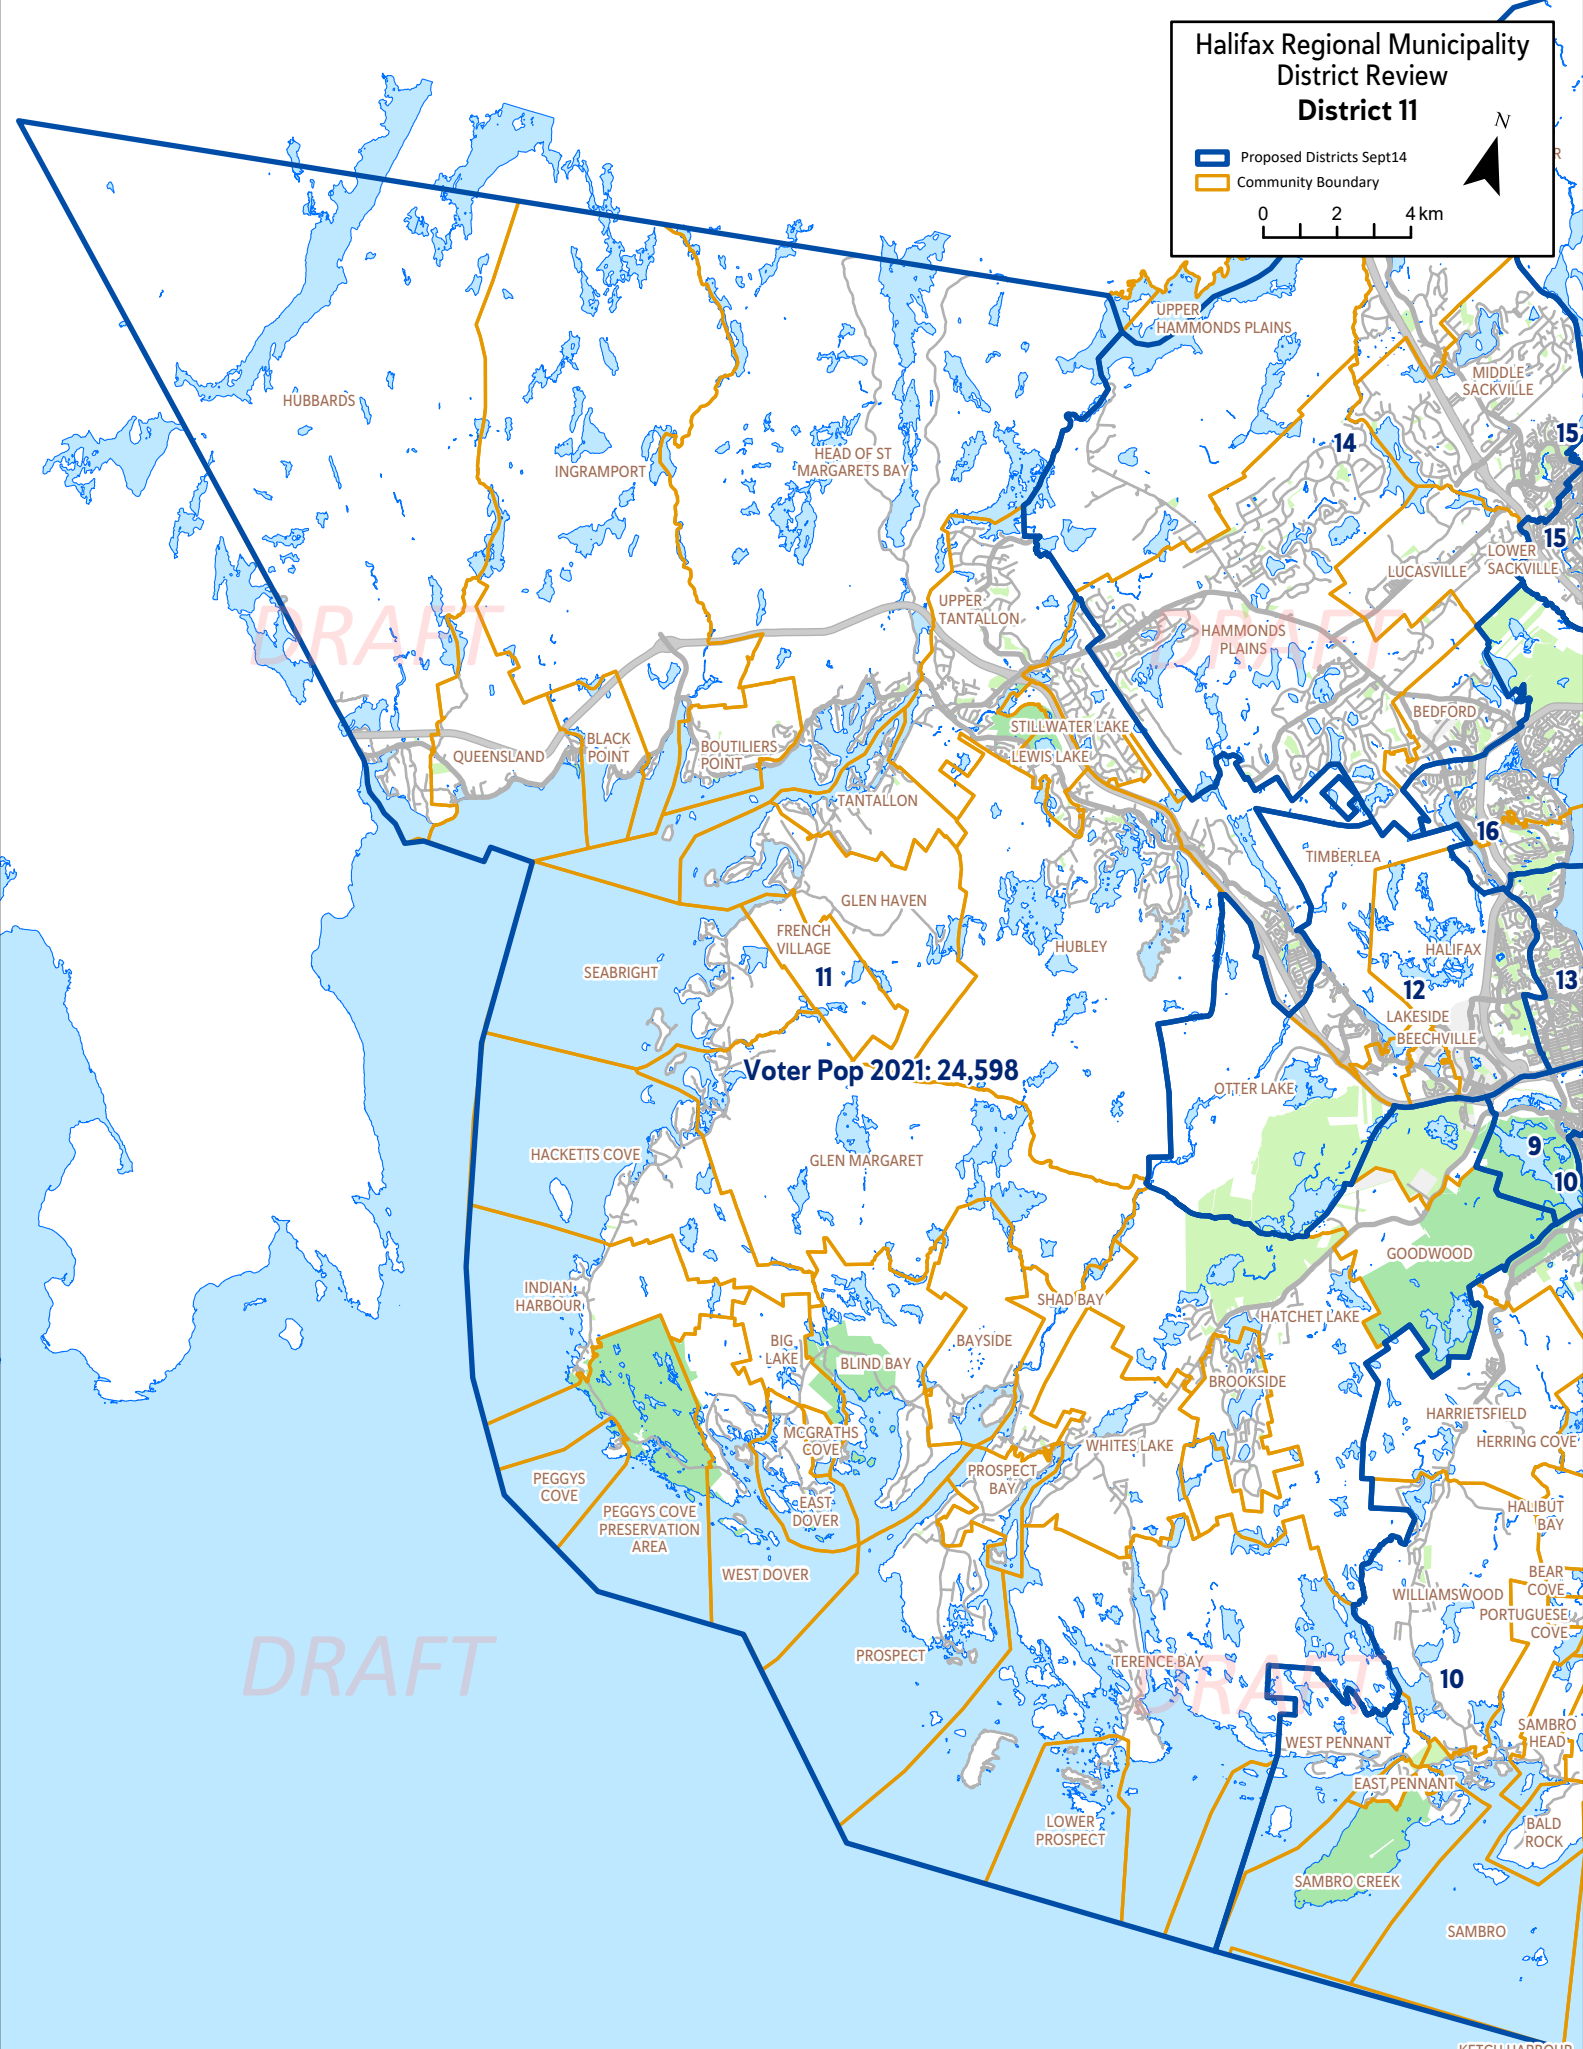 Halifax Regional Municipality
District Review
District 11
N
Proposed Districts Sept14
Community Boundary
0 2 4 km
R
UPPER
HAMMONDS PLAINS
MIDDLE
SACKVILLE
HUBBARDS
15
14
INGRAMPORT
HEAD OF ST
MARGARETS BAY
15
LOWER
SACKVILLE
LUCASVILLE
UPPER
TANTALLON
DRAFT
DRAFT
HAMMONDS
PLAINS
BEDFORD
STILLWATER LAKE
QUEENSLAND
BLACK
POINT
BOUTILIERS
POINT
LEWIS LAKE
TANTALLON
16
TIMBERLEA
GLEN HAVEN
FRENCH
VILLAGE
HUBLEY
HALIFAX
SEABRIGHT
11
12
13
LAKESIDE
BEECHVILLE
Voter Pop 2021: 24,598
OTTER LAKE
HACKETTS COVE
GLEN MARGARET
9
10
GOODWOOD
INDIAN
HARBOUR
SHAD BAY
HATCHET LAKE
BIG
LAKE
BLIND BAY
BAYSIDE
BROOKSIDE
HARRIETSFIELD
MCGRATHS
COVE
WHITES LAKE
HERRING COVE
PEGGYS
COVE
PROSPECT
BAY
EAST
DOVER
HALIBUT
BAY
PEGGYS COVE
PRESERVATION
AREA
WEST DOVER
BEAR
COVE
WILLIAMSWOOD
PORTUGUESE
COVE
DRAFT
PROSPECT
TERENCE BAY
DRAFT
10
WEST PENNANT
SAMBRO
HEAD
EAST PENNANT
LOWER
PROSPECT
BALD
ROCK
SAMBRO CREEK
SAMBRO
KETCH HARBOUR